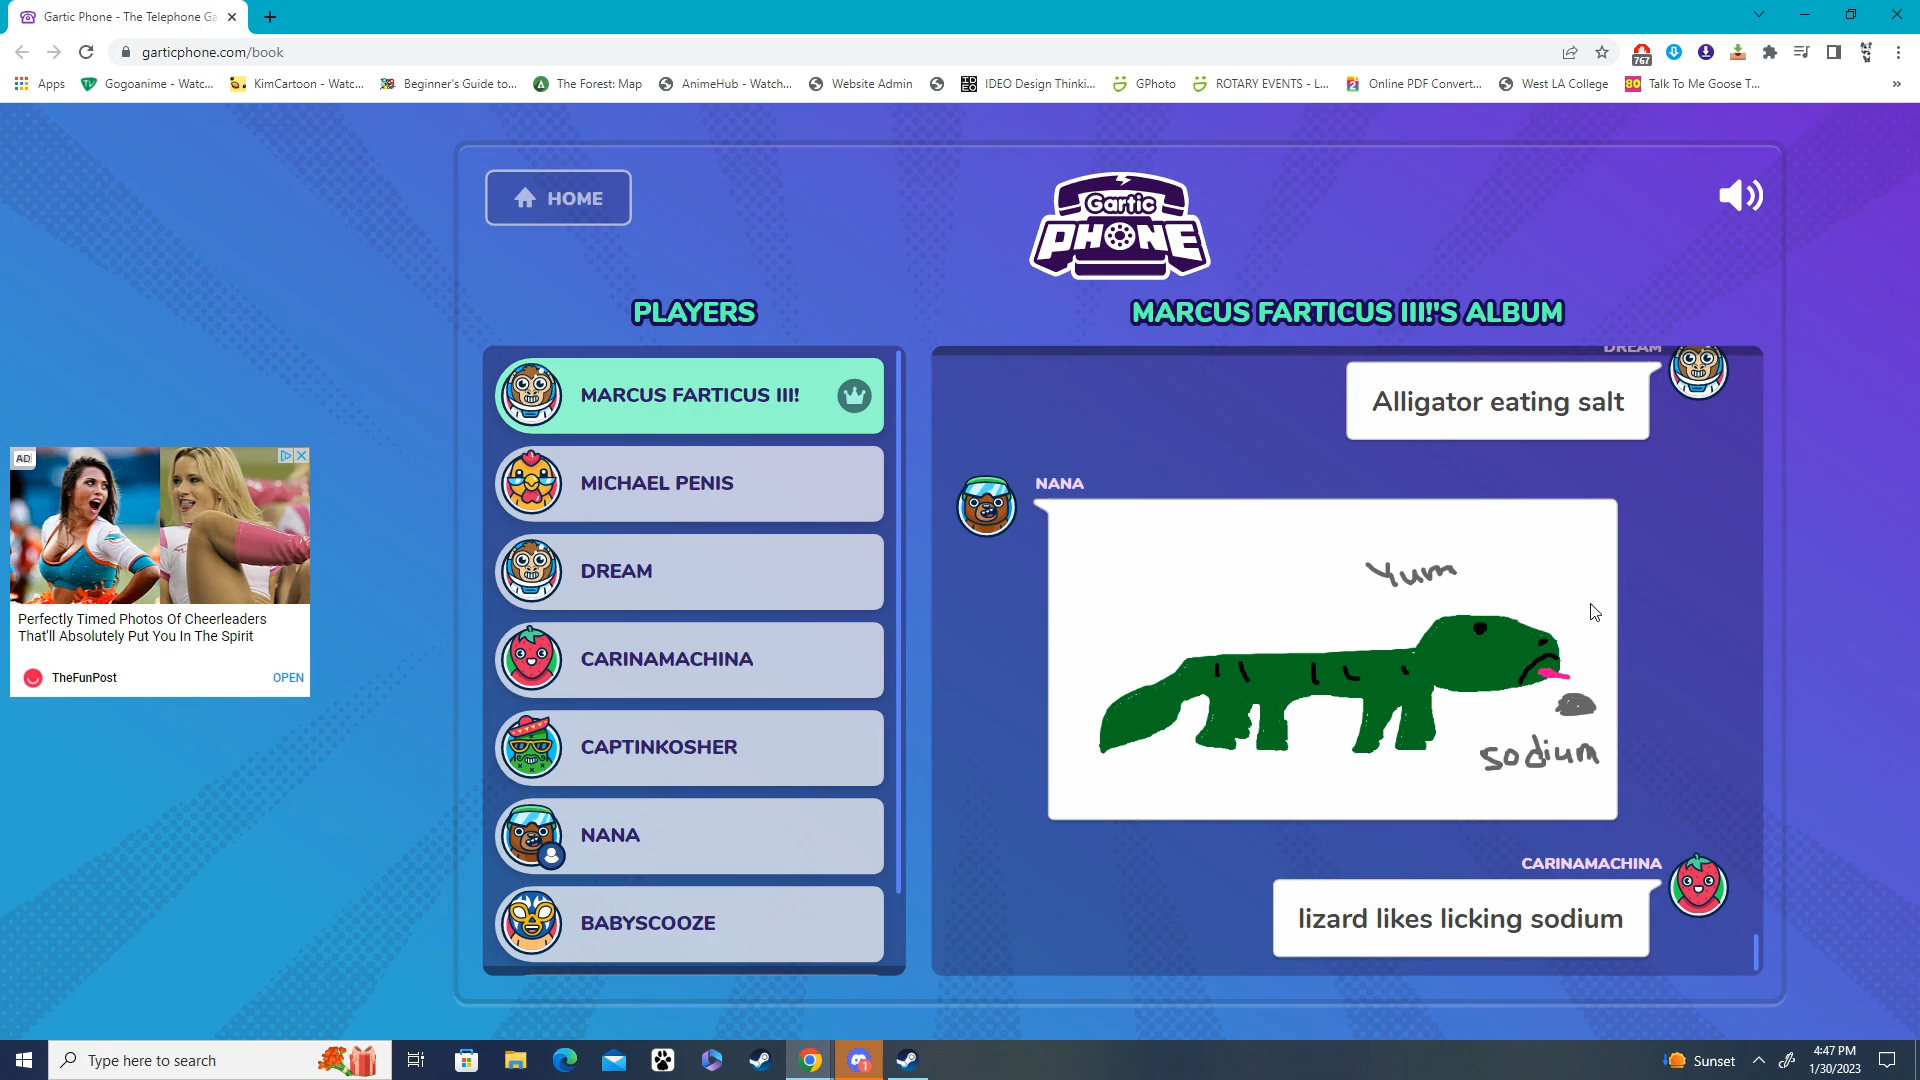 Gartic Phone - The Telephone Ga
garticphone.com/book
767
Apps
Gogoanime - Watc...
KimCartoon - Watc...
Beginner's Guide to...
The Forest: Map
AnimeHub - Watch...
Website Admin
IDEO Design Thinki...
GPhoto
ROTARY EVENTS - L...
Online PDF Convert...
West LA College
80
Talk To Me Goose T...
HOME
Gartic
PHONE
PLAYERS
MARCUS FARTICUS III!'S ALBUM
MARCUS FARTICUS III!
MICHAEL PENIS
DREAM
CARINAMACHINA
CAPTINKOSHER
NANA
BABYSCOOZE
DREAM
Alligator eating salt
NANA
Yum
sodium
CARINAMACHINA
lizard likes licking sodium
AD
Perfectly Timed Photos Of Cheerleaders
That'll Absolutely Put You In The Spirit
TheFunPost
OPEN
Type here to search
1
Sunset
4:47 PM
1/30/2023